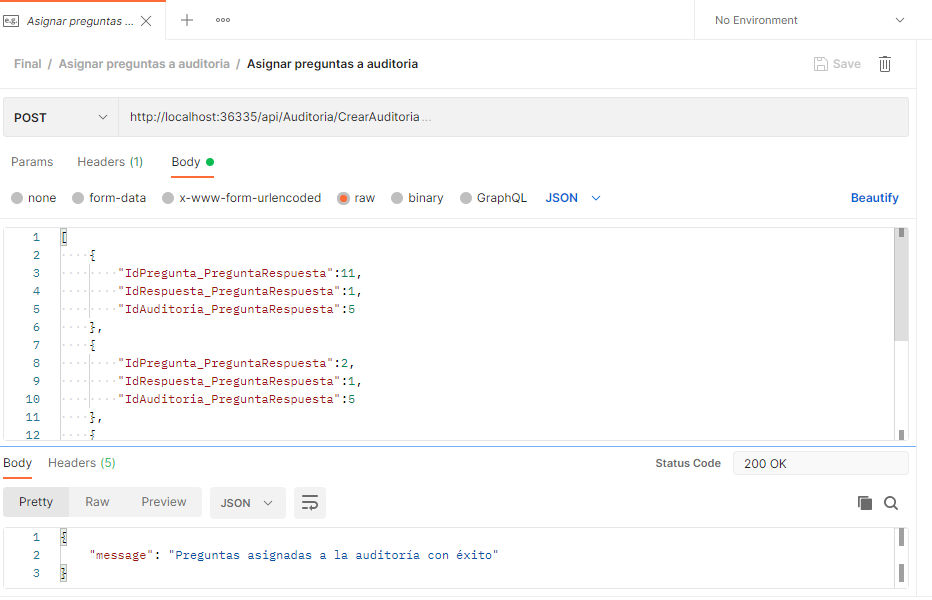 e.g. Asignar preguntas ... No Environment
Final / Asignar preguntas a auditoria / Asignar preguntas a auditoria Save
POST http://localhost:36335/api/Auditoria/CrearAuditoria...
Params Headers (1) Body
none form-data x-www-form-urlencoded raw binary GraphQL JSON Beautify
1 [
2 {
3 "IdPregunta_PreguntaRespuesta":11,
4 "IdRespuesta_PreguntaRespuesta":1,
5 "IdAuditoria_PreguntaRespuesta":5
6 },
7 {
8 "IdPregunta_PreguntaRespuesta":2,
9 "IdRespuesta_PreguntaRespuesta":1,
10 "IdAuditoria_PreguntaRespuesta":5
11 },
12 {
Body Headers (5) Status Code 200 OK
Pretty Raw Preview JSON
1 {
2 "message": "Preguntas asignadas a la auditoría con éxito"
3 }